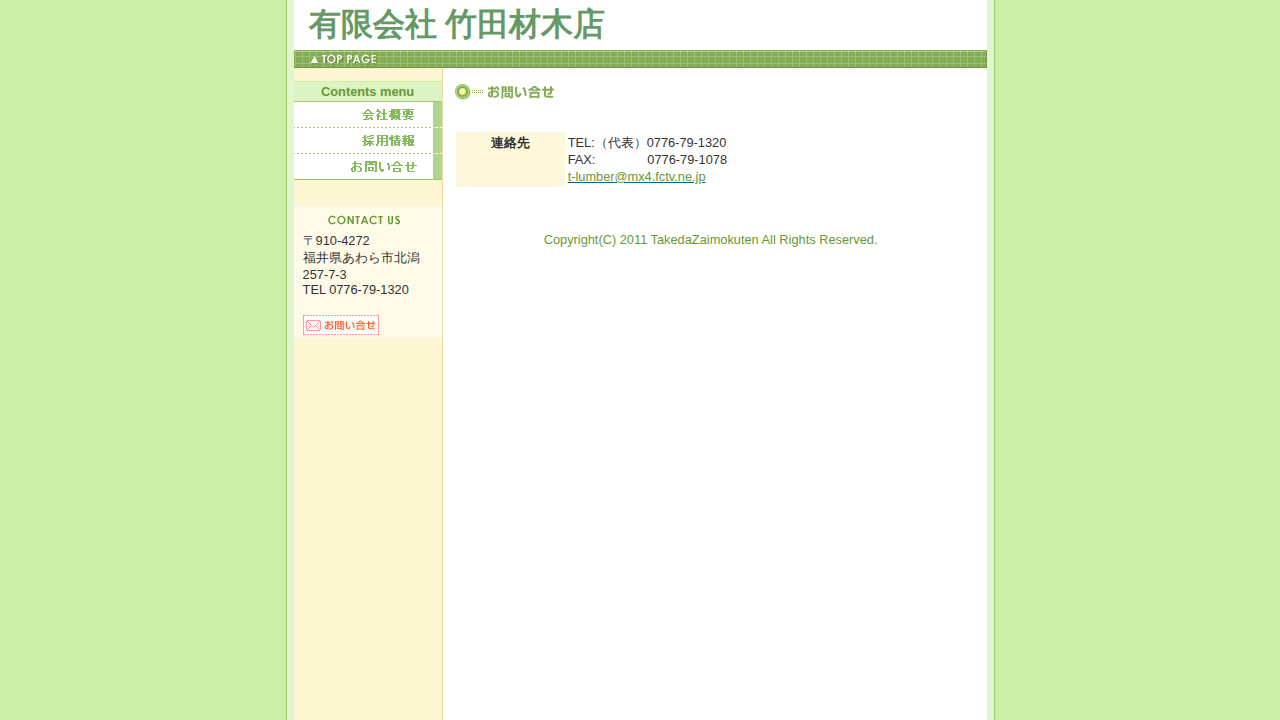 有限会社 竹田材木店
▲TOP PAGE
Contents menu
会社概要
採用情報
お問い合せ
CONTACT US
〒910-4272
福井県あわら市北潟
257-7-3
TEL 0776-79-1320
お問い合せ
お問い合せ
連絡先
TEL:（代表）0776-79-1320
FAX: 0776-79-1078
t-lumber@mx4.fctv.ne.jp
Copyright(C) 2011 TakedaZaimokuten All Rights Reserved.